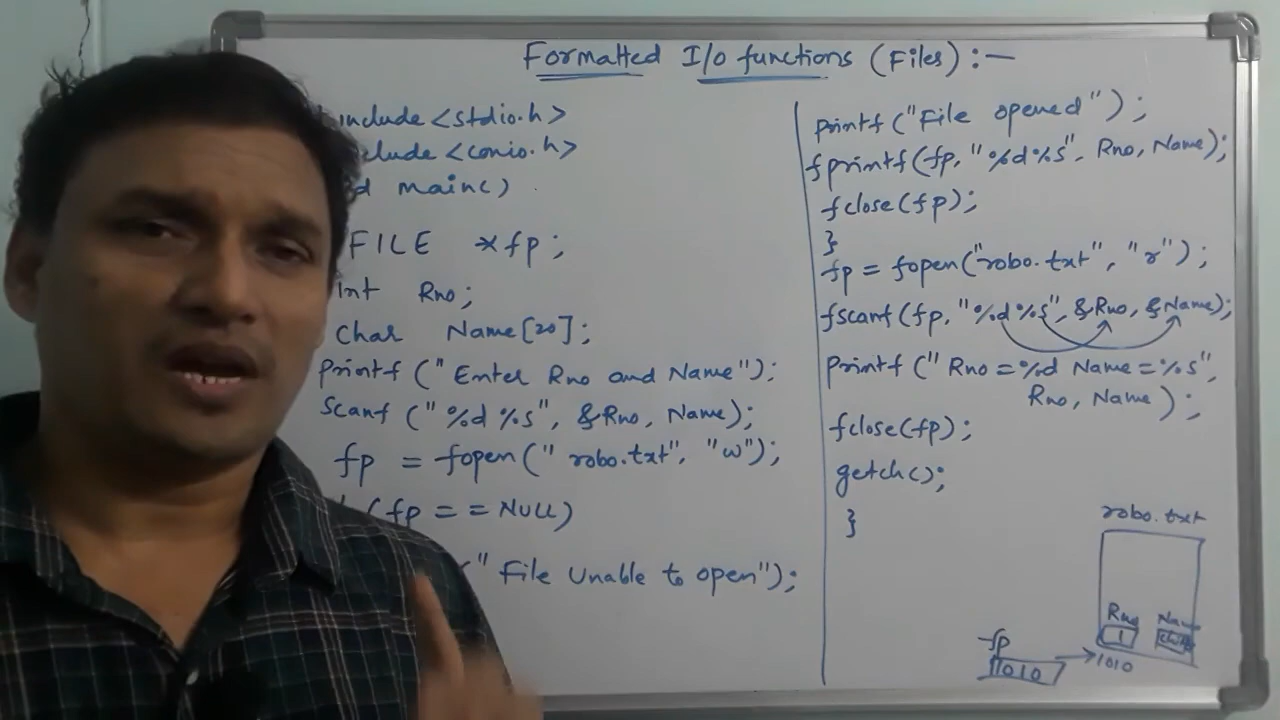 Formatted I/o functions (Files):-
include <stdio.h>
clude <conio.h>
d main()
FILE *fp;
int Rno;
char Name[20];
printf ("Enter Rno and Name");
Scanf ("%d %s", &Rno, Name);
fp = fopen("robo.txt", "w");
(fp == NULL)
(" File Unable to open");
printf ("File opened");
fprintf(fp, "%d%s", Rno, Name);
fclose(fp);
}
fp = fopen("robo.txt", "r");
fscanf (fp, "%d %s", &Rno, &Name);
printf (" Rno=%d Name=%s",
Rno, Name );
fclose(fp);
getch();
}
robo.txt
Rno Name
1
fp
1010
1010